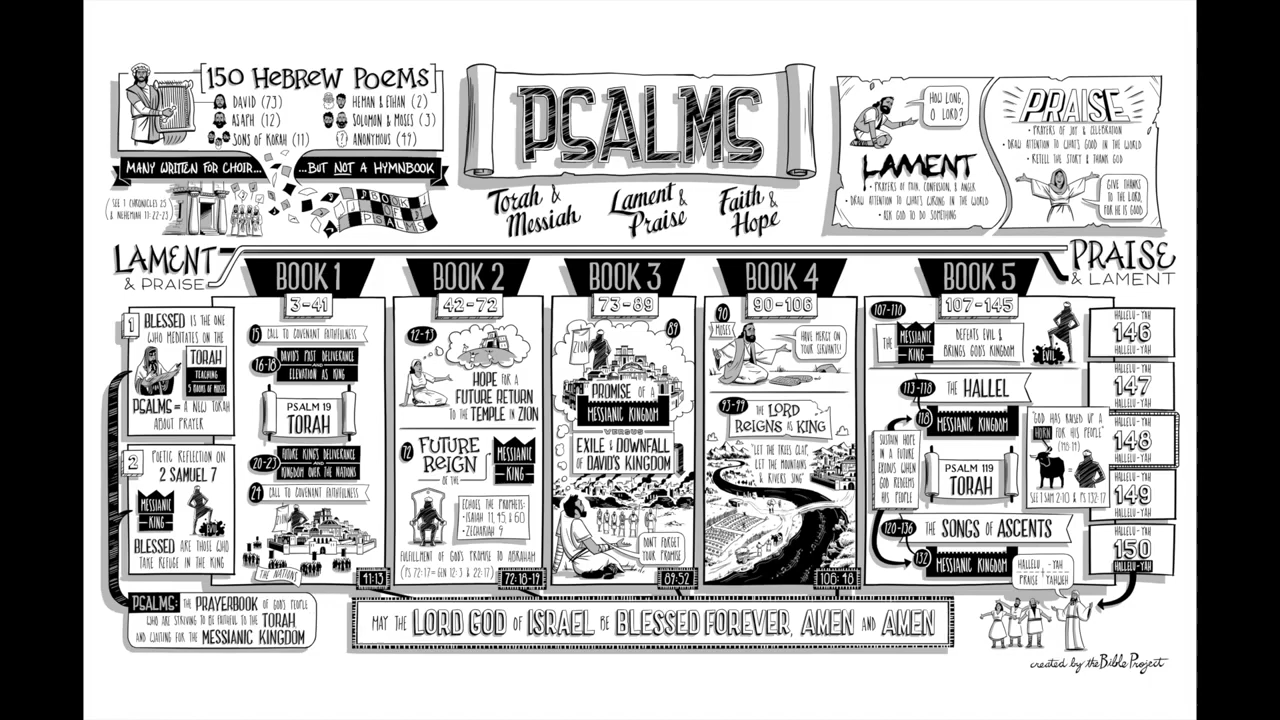 150 HEBREW POEMS
DAVID (73)
ASAPH (12)
SONS OF KORAH (11)
HEMAN & ETHAN (2)
SOLOMON & MOSES (3)
ANONYMOUS (49)
MANY WRITTEN FOR CHOIR...
...BUT NOT A HYMNBOOK
(SEE 1 CHRONICLES 25
& NEHEMIAH 11:22-23)
BOOK
OF
PSALMS
PSALMS
Torah &
Messiah
Lament &
Praise
Faith &
Hope
HOW LONG,
O LORD?
LAMENT
• PRAYERS OF PAIN, CONFUSION, & ANGER
• DRAW ATTENTION TO WHAT'S WRONG IN THE WORLD
• ASK GOD TO DO SOMETHING
PRAISE
• PRAYERS OF JOY & CELEBRATION
• DRAW ATTENTION TO WHAT'S GOOD IN THE WORLD
• RETELL THE STORY & THANK GOD
GIVE THANKS
TO THE LORD,
FOR HE IS GOOD
LAMENT
& PRAISE
PRAISE
& LAMENT
1
BLESSED IS THE ONE
WHO MEDITATES ON THE
TORAH
TEACHING
5 BOOKS OF MOSES
PSALMS = A NEW TORAH
ABOUT PRAYER
2
POETIC REFLECTION ON
2 SAMUEL 7
MESSIANIC
KING
EVIL
BLESSED ARE THOSE WHO
TAKE REFUGE IN THE KING
PSALMS: THE PRAYERBOOK OF GOD'S PEOPLE
WHO ARE STRIVING TO BE FAITHFUL TO THE TORAH,
AND WAITING FOR THE MESSIANIC KINGDOM
BOOK 1
3-41
15 CALL TO COVENANT FAITHFULNESS
16-18 DAVID'S PAST DELIVERANCE
AND
ELEVATION AS KING
PSALM 19
TORAH
20-23 FUTURE KING'S DELIVERANCE
AND
KINGDOM OVER THE NATIONS
24 CALL TO COVENANT FAITHFULNESS
ZION
THE NATIONS
41:13
BOOK 2
42-72
42-43
HOPE FOR A
FUTURE RETURN
TO THE TEMPLE IN ZION
72
FUTURE
REIGN
OF THE
MESSIANIC
KING
ECHOES THE PROPHETS:
• ISAIAH 11, 45, & 60
• ZECHARIAH 9
FULFILLMENT OF GOD'S PROMISE TO ABRAHAM
(PS 72:17 = GEN 12:3 & 22:17)
72:18-19
BOOK 3
73-89
89
ZION
PROMISE OF A
MESSIANIC KINGDOM
VERSUS
EXILE & DOWNFALL
OF DAVID'S KINGDOM
DON'T FORGET
YOUR PROMISE
89:52
BOOK 4
90-106
90
MOSES
HAVE MERCY ON
YOUR SERVANTS!
93-99
THE LORD
REIGNS AS KING
"LET THE TREES CLAP,
LET THE MOUNTAINS
& RIVERS SING"
106:48
BOOK 5
107-145
107-110
THE MESSIANIC
KING
DEFEATS EVIL &
BRINGS GOD'S KINGDOM
EVIL
113-118
THE HALLEL
118
MESSIANIC KINGDOM
SUSTAIN HOPE
IN A FUTURE
EXODUS WHEN
GOD REDEEMS
HIS PEOPLE
PSALM 119
TORAH
120-136
THE SONGS OF ASCENTS
132
MESSIANIC KINGDOM
"GOD HAS RAISED UP A
HORN FOR HIS PEOPLE"
(148:14)
=
SEE 1 SAM 2:10 & PS 132:17
HALLELU-YAH
146
HALLELU-YAH
HALLELU-YAH
147
HALLELU-YAH
HALLELU-YAH
148
HALLELU-YAH
HALLELU-YAH
149
HALLELU-YAH
HALLELU-YAH
150
HALLELU-YAH
HALLELU - YAH
PRAISE YAHWEH
MAY THE LORD GOD OF ISRAEL BE BLESSED FOREVER, AMEN AND AMEN
created by the Bible Project